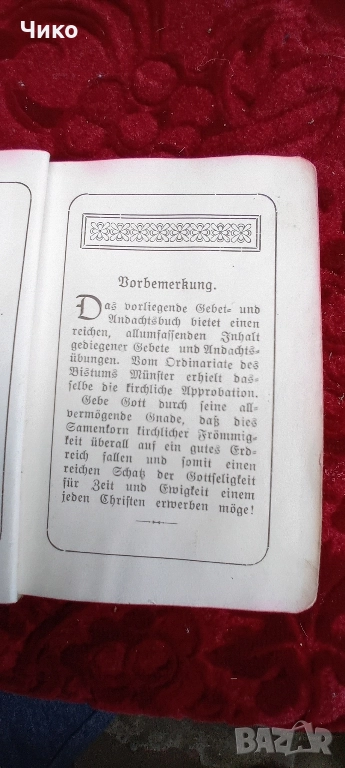 Чико
Vorbemerkung.
Das vorliegende Gebet- und
Andachtsbuch bietet einen
reichen, allumfassenden Inhalt
gediegener Gebete und Andachts-
übungen. Vom Ordinariate des
Bistums Münster erhielt das-
selbe die kirchliche Approbation.
Gebe Gott durch seine all-
vermögende Gnade, daß dies
Samenkorn kirchlicher Frömmig-
keit überall auf ein gutes Erd-
reich fallen und somit einen
reichen Schatz der Gottseligkeit
für Zeit und Ewigkeit einem
jeden Christen erwerben möge!
BAZAR